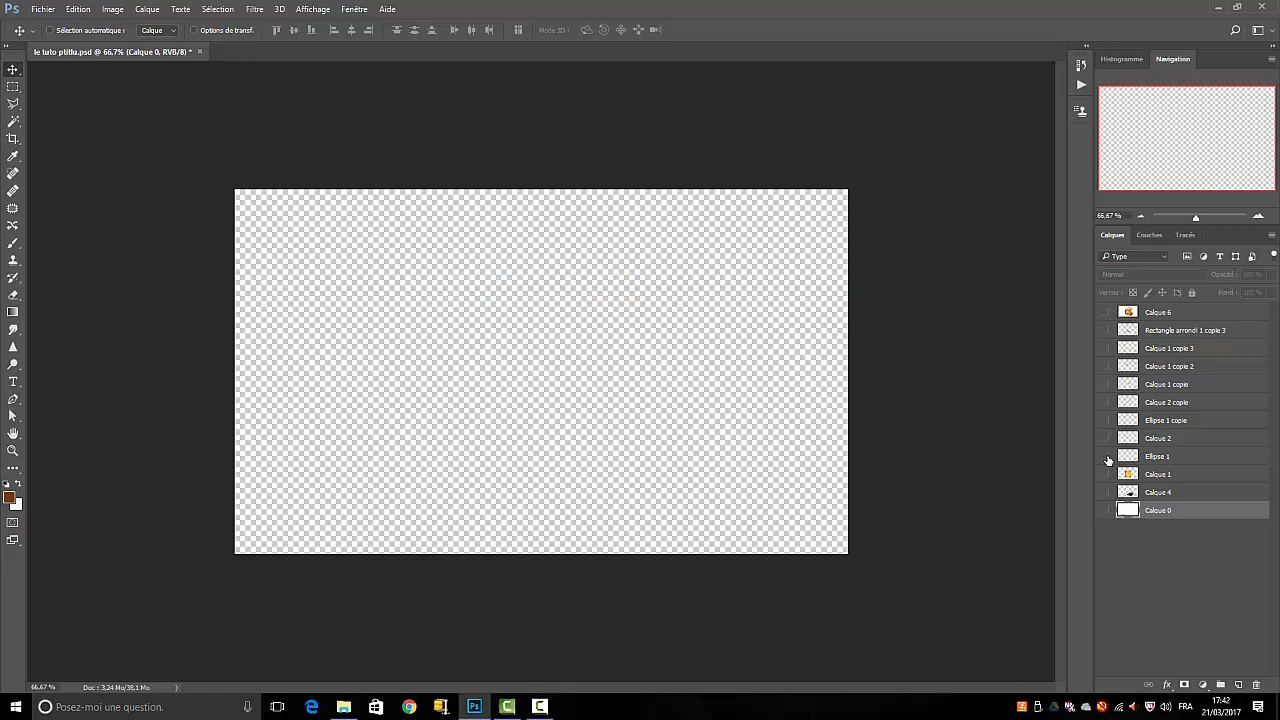 Ps Fichier Edition Image Calque Texte Sélection Filtre 3D Affichage Fenêtre Aide
Sélection automatique : Calque Options de transf. Mode 3D :
le tuto ptitlu.psd @ 66,7% (Calque 0, RVB/8) *
Histogramme Navigation
66,67 %
Calques Couches Tracés
Type
Normal Opacité : 100 %
Verrou : Fond : 100 %
Calque 6
Rectangle arrondi 1 copie 3
Calque 1 copie 3
Calque 1 copie 2
Calque 1 copie
Calque 2 copie
Ellipse 1 copie
Calque 2
Ellipse 1
Calque 1
Calque 4
Calque 0
66,67 % Doc : 3,24 Mo/38,1 Mo
Posez-moi une question.
Ps
FR
17:42
21/03/2017